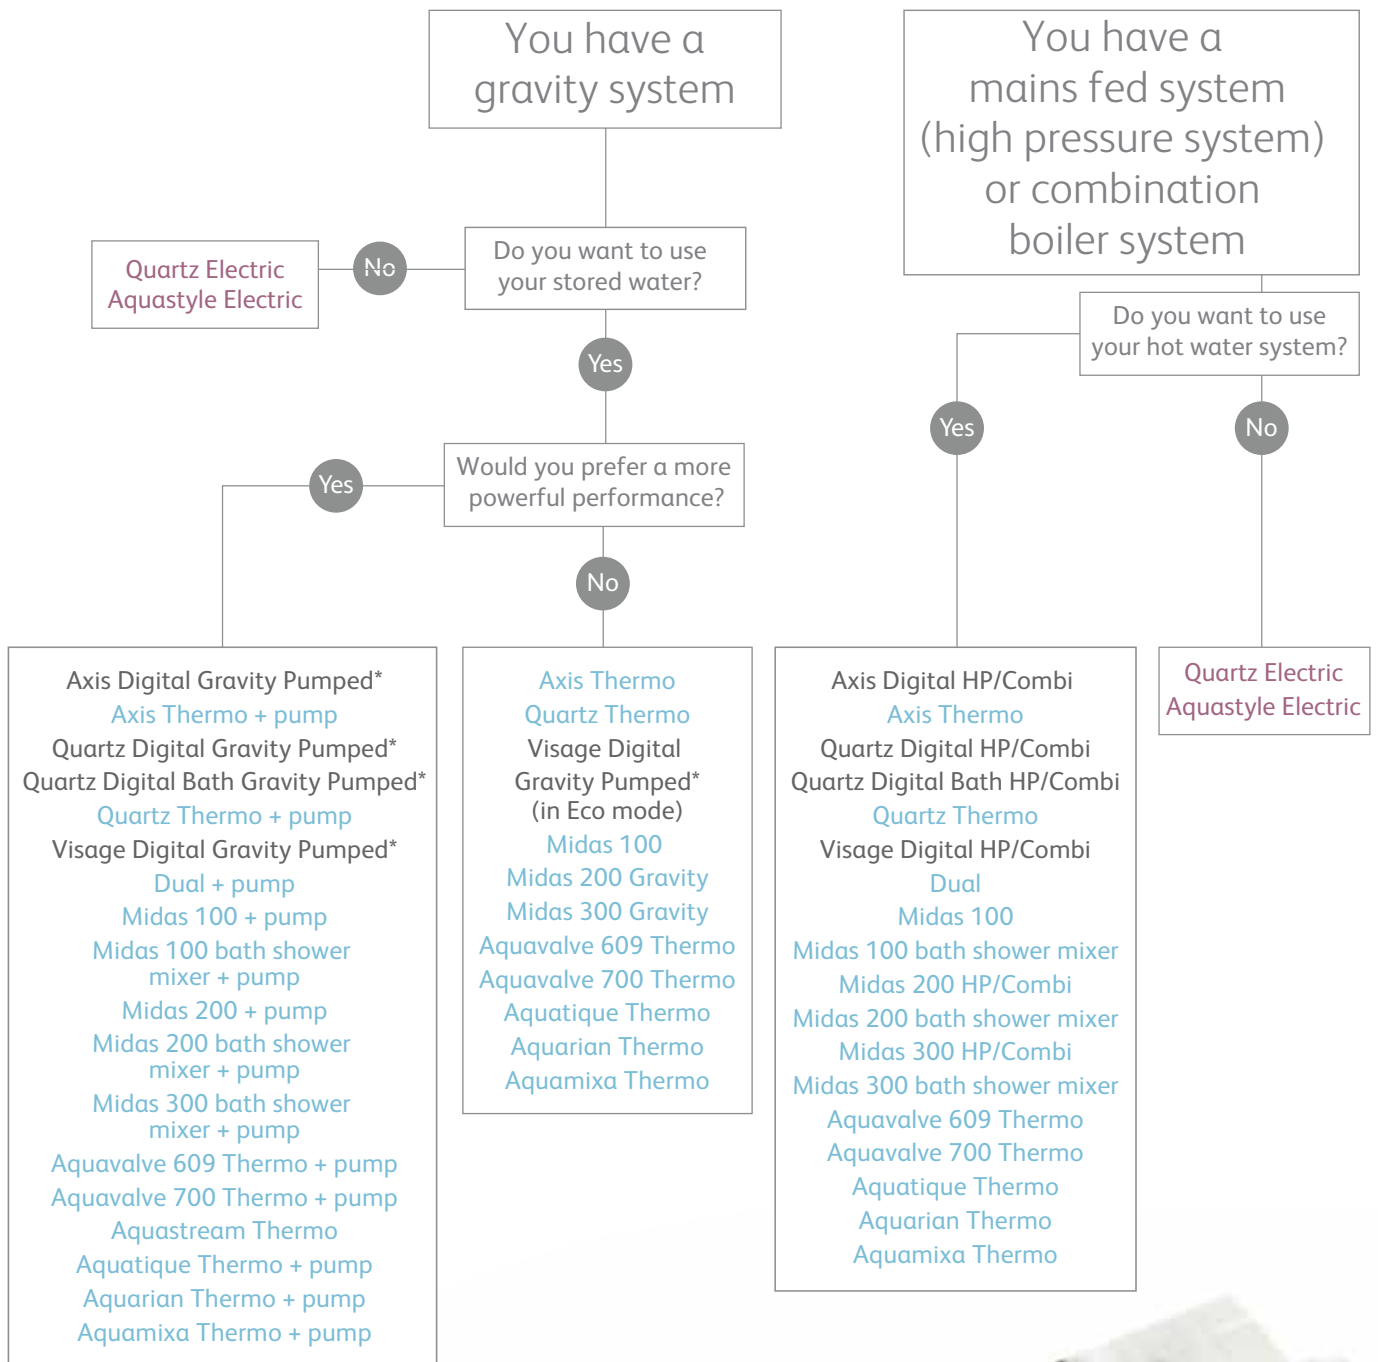 You have a
gravity system
Do you want to use
your stored water?
No
Quartz Electric
Aquastyle Electric
Yes
Would you prefer a more
powerful performance?
Yes
No
Axis Digital Gravity Pumped*
Axis Thermo + pump
Quartz Digital Gravity Pumped*
Quartz Digital Bath Gravity Pumped*
Quartz Thermo + pump
Visage Digital Gravity Pumped*
Dual + pump
Midas 100 + pump
Midas 100 bath shower
mixer + pump
Midas 200 + pump
Midas 200 bath shower
mixer + pump
Midas 300 bath shower
mixer + pump
Aquavalve 609 Thermo + pump
Aquavalve 700 Thermo + pump
Aquastream Thermo
Aquatique Thermo + pump
Aquarian Thermo + pump
Aquamixa Thermo + pump
Axis Thermo
Quartz Thermo
Visage Digital
Gravity Pumped*
(in Eco mode)
Midas 100
Midas 200 Gravity
Midas 300 Gravity
Aquavalve 609 Thermo
Aquavalve 700 Thermo
Aquatique Thermo
Aquarian Thermo
Aquamixa Thermo
You have a
mains fed system
(high pressure system)
or combination
boiler system
Do you want to use
your hot water system?
Yes
No
Axis Digital HP/Combi
Axis Thermo
Quartz Digital HP/Combi
Quartz Digital Bath HP/Combi
Quartz Thermo
Visage Digital HP/Combi
Dual
Midas 100
Midas 100 bath shower mixer
Midas 200 HP/Combi
Midas 200 bath shower mixer
Midas 300 HP/Combi
Midas 300 bath shower mixer
Aquavalve 609 Thermo
Aquavalve 700 Thermo
Aquatique Thermo
Aquarian Thermo
Aquamixa Thermo
Quartz Electric
Aquastyle Electric